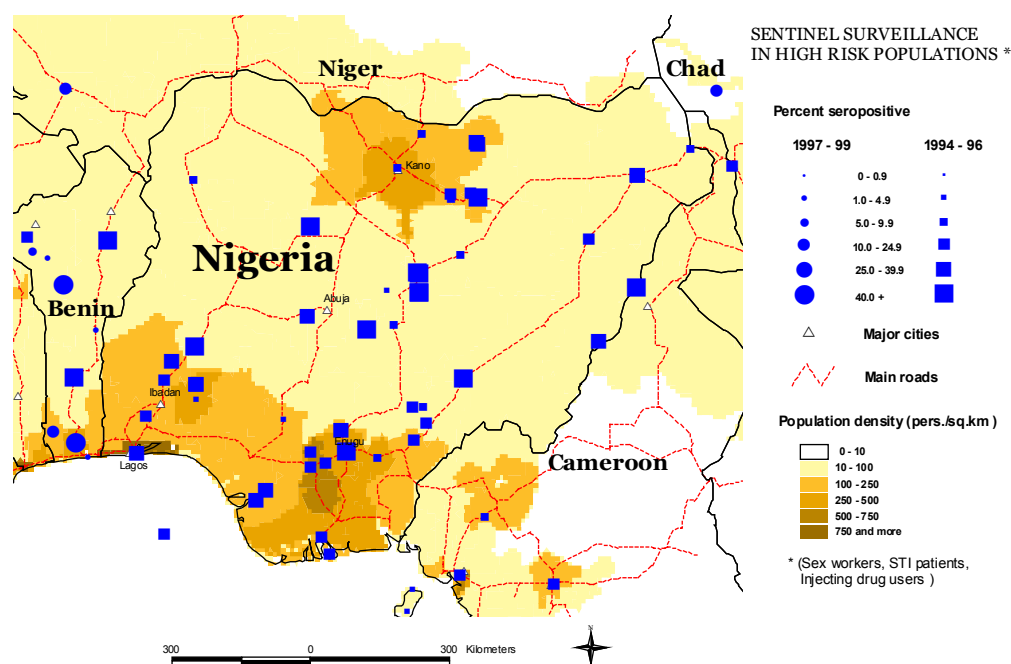 SENTINEL SURVEILLANCE
IN HIGH RISK POPULATIONS *
Niger
Chad
Percent seropositive
1997 - 99
1994 - 96
0 - 0.9
1.0 - 4.9
5.0 - 9.9
10.0 - 24.9
25.0 - 39.9
40.0 +
Major cities
Main roads
Population density (pers./sq.km)
0 - 10
10 - 100
100 - 250
250 - 500
500 - 750
750 and more
* (Sex workers, STI patients,
Injecting drug users )
Kano
Nigeria
Abuja
Benin
Ibadan
Enugu
Lagos
Cameroon
N
300
0
300
Kilometers